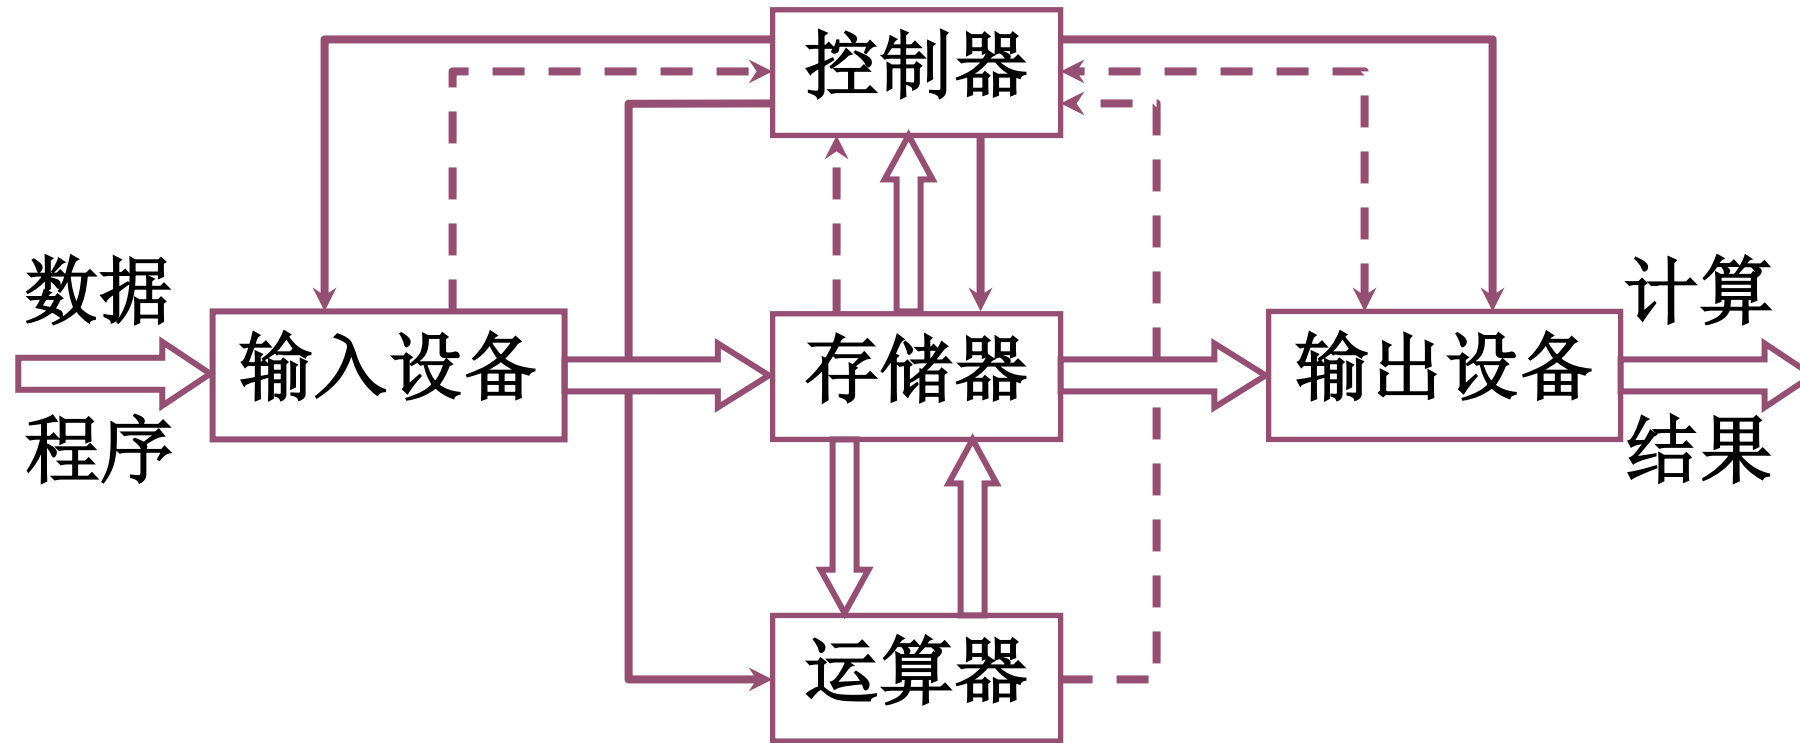 控制器
数据
程序
输入设备
存储器
输出设备
计算
结果
运算器